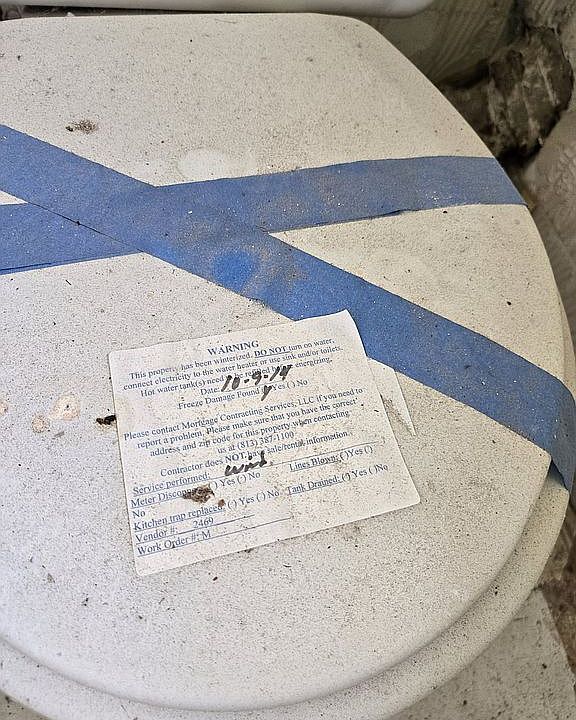 WARNING
This property has been winterized. DO NOT turn on water,
connect electricity to the water heater or use sink and/or toilets.
Hot water tank(s) need to be refilled before energizing.
Date: 10-9-14
Freeze Damage Found ( ) Yes ( ) No
Please contact Mortgage Contracting Services, LLC if you need to
report a problem. Please make sure that you have the correct
address and zip code for this property when contacting
us at (813) 387-1100
Contractor does NOT have sale/rental information.
Service performed: Lines Blown: ( ) Yes ( )
Meter Disconnected ( ) Yes ( ) No Tank Drained: ( ) Yes ( ) No
No
Kitchen trap replaced: ( ) Yes ( ) No
Vendor #: 2469
Work Order #: M